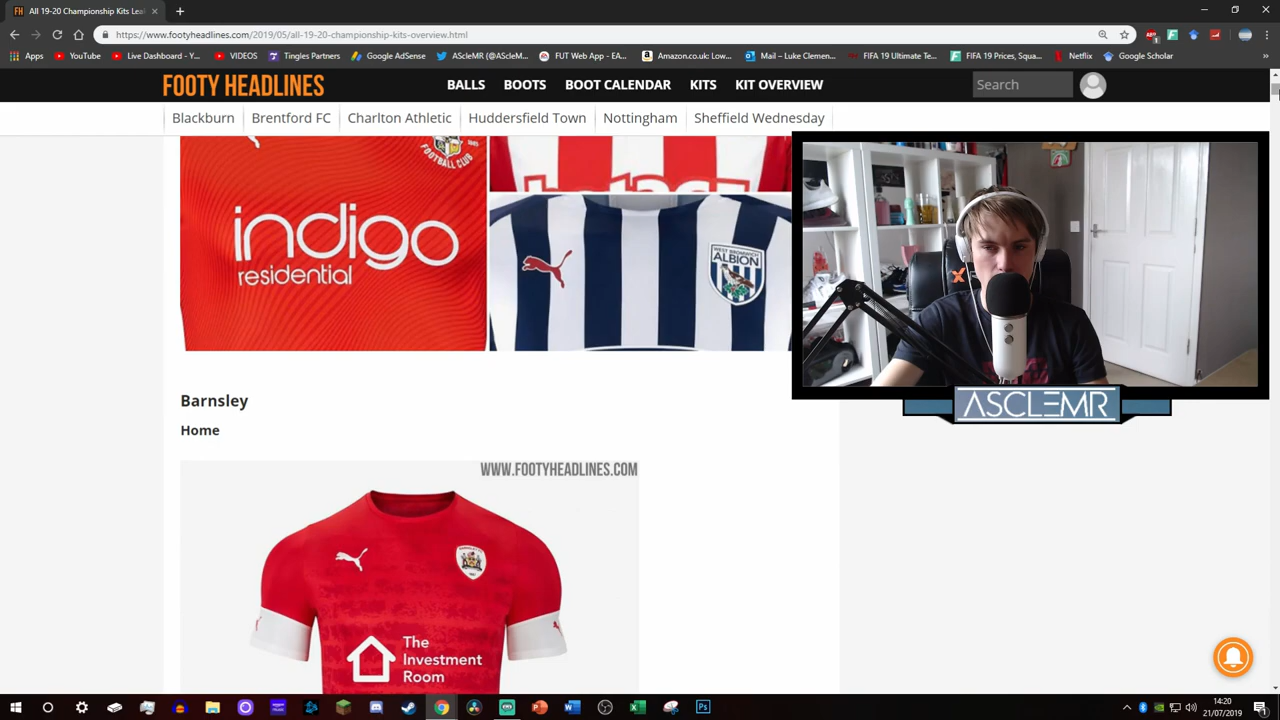 All 19-20 Championship Kits Lea
https://www.footyheadlines.com/2019/05/all-19-20-championship-kits-overview.html
Apps
YouTube
Live Dashboard - Y...
VIDEOS
Tingles Partners
Google AdSense
ASCleMR (@AScleM...
FUT Web App - EA...
Amazon.co.uk: Low...
Mail – Luke Clemen...
FIFA 19 Ultimate Te...
FIFA 19 Prices, Squa...
Netflix
Google Scholar
FOOTY HEADLINES
BALLS
BOOTS
BOOT CALENDAR
KITS
KIT OVERVIEW
Search
Blackburn
Brentford FC
Charlton Athletic
Huddersfield Town
Nottingham
Sheffield Wednesday
FOOTBALL CLUB
indigo
residential
WEST BROMWICH
ALBION
ASCLEMR
Barnsley
Home
WWW.FOOTYHEADLINES.COM
The
Investment
Room
14:20
21/07/2019